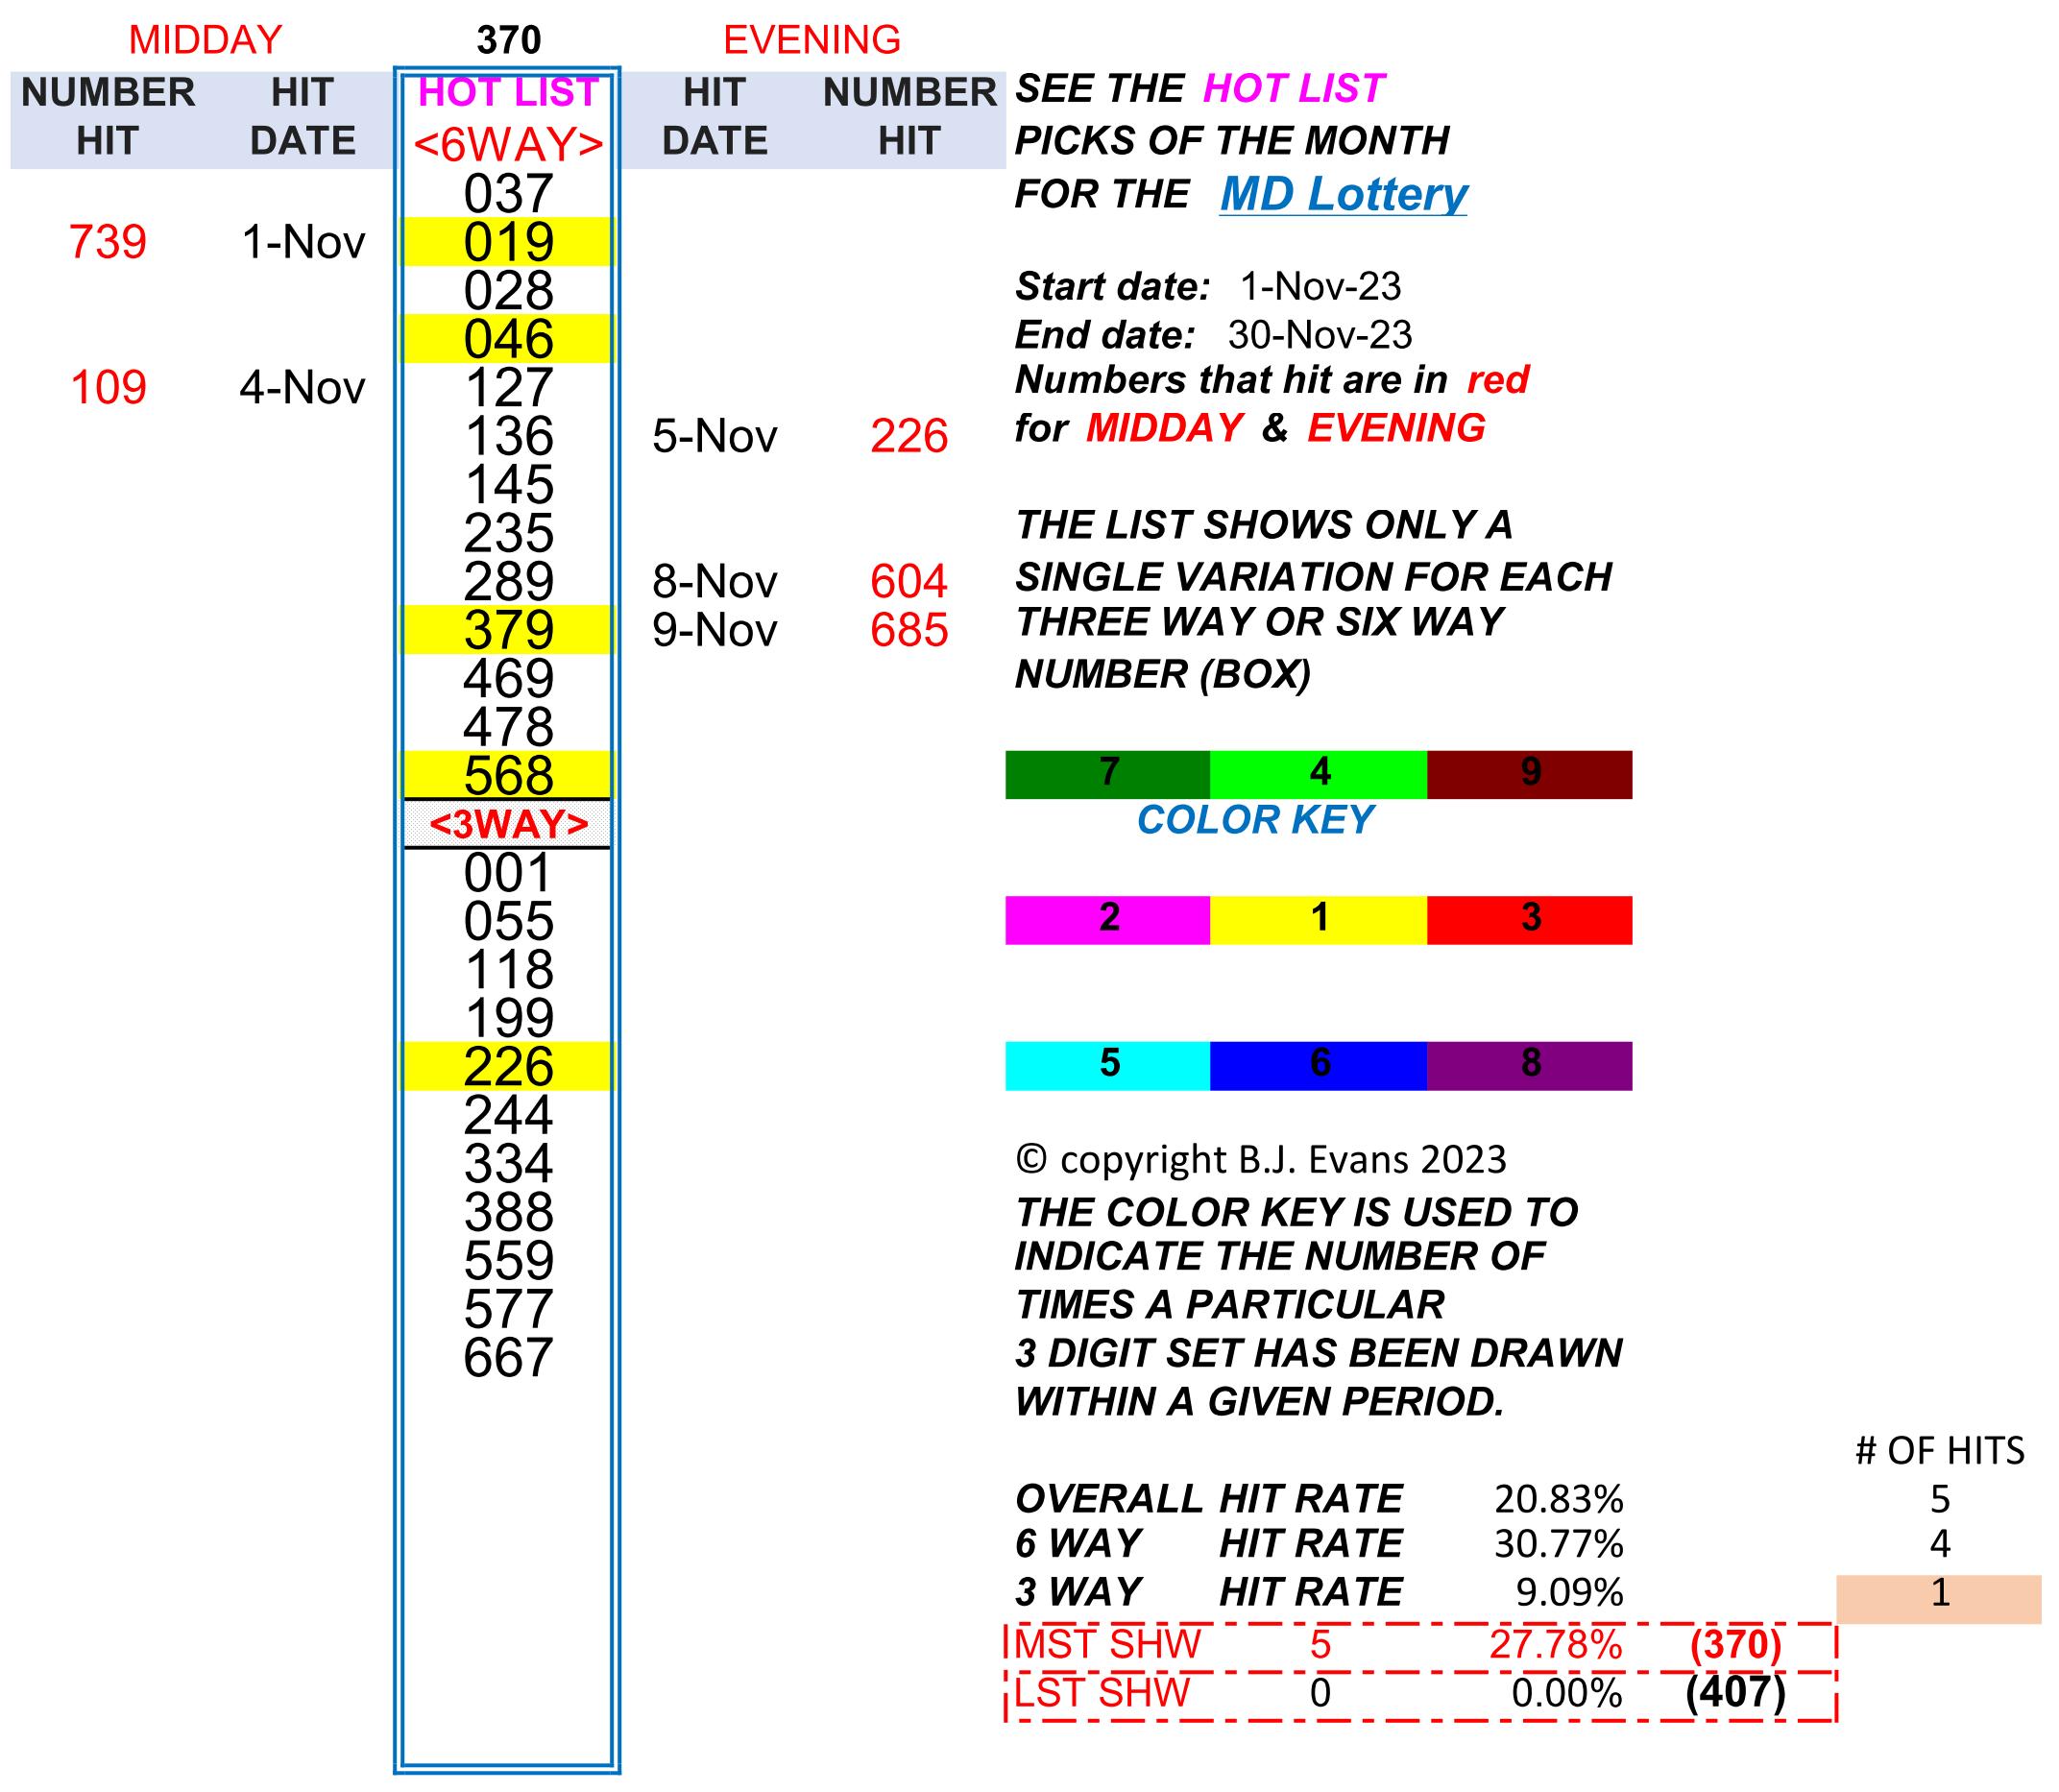 MIDDAY 370 EVENING
NUMBER HIT HOT LIST HIT NUMBER SEE THE HOT LIST
HIT DATE <6WAY> DATE HIT PICKS OF THE MONTH
037 FOR THE MD Lottery
739 1-Nov 019
028 Start date: 1-Nov-23
046 End date: 30-Nov-23
109 4-Nov 127 Numbers that hit are in red
136 5-Nov 226 for MIDDAY & EVENING
145
235 THE LIST SHOWS ONLY A
289 8-Nov 604 SINGLE VARIATION FOR EACH
379 9-Nov 685 THREE WAY OR SIX WAY
469 NUMBER (BOX)
478
568 7 4 9
<3WAY> COLOR KEY
001
055 2 1 3
118
199
226 5 6 8
244
334 © copyright B.J. Evans 2023
388 THE COLOR KEY IS USED TO
559 INDICATE THE NUMBER OF
577 TIMES A PARTICULAR
667 3 DIGIT SET HAS BEEN DRAWN
WITHIN A GIVEN PERIOD.
# OF HITS
OVERALL HIT RATE 20.83% 5
6 WAY HIT RATE 30.77% 4
3 WAY HIT RATE 9.09% 1
MST SHW 5 27.78% (370)
LST SHW 0 0.00% (407)